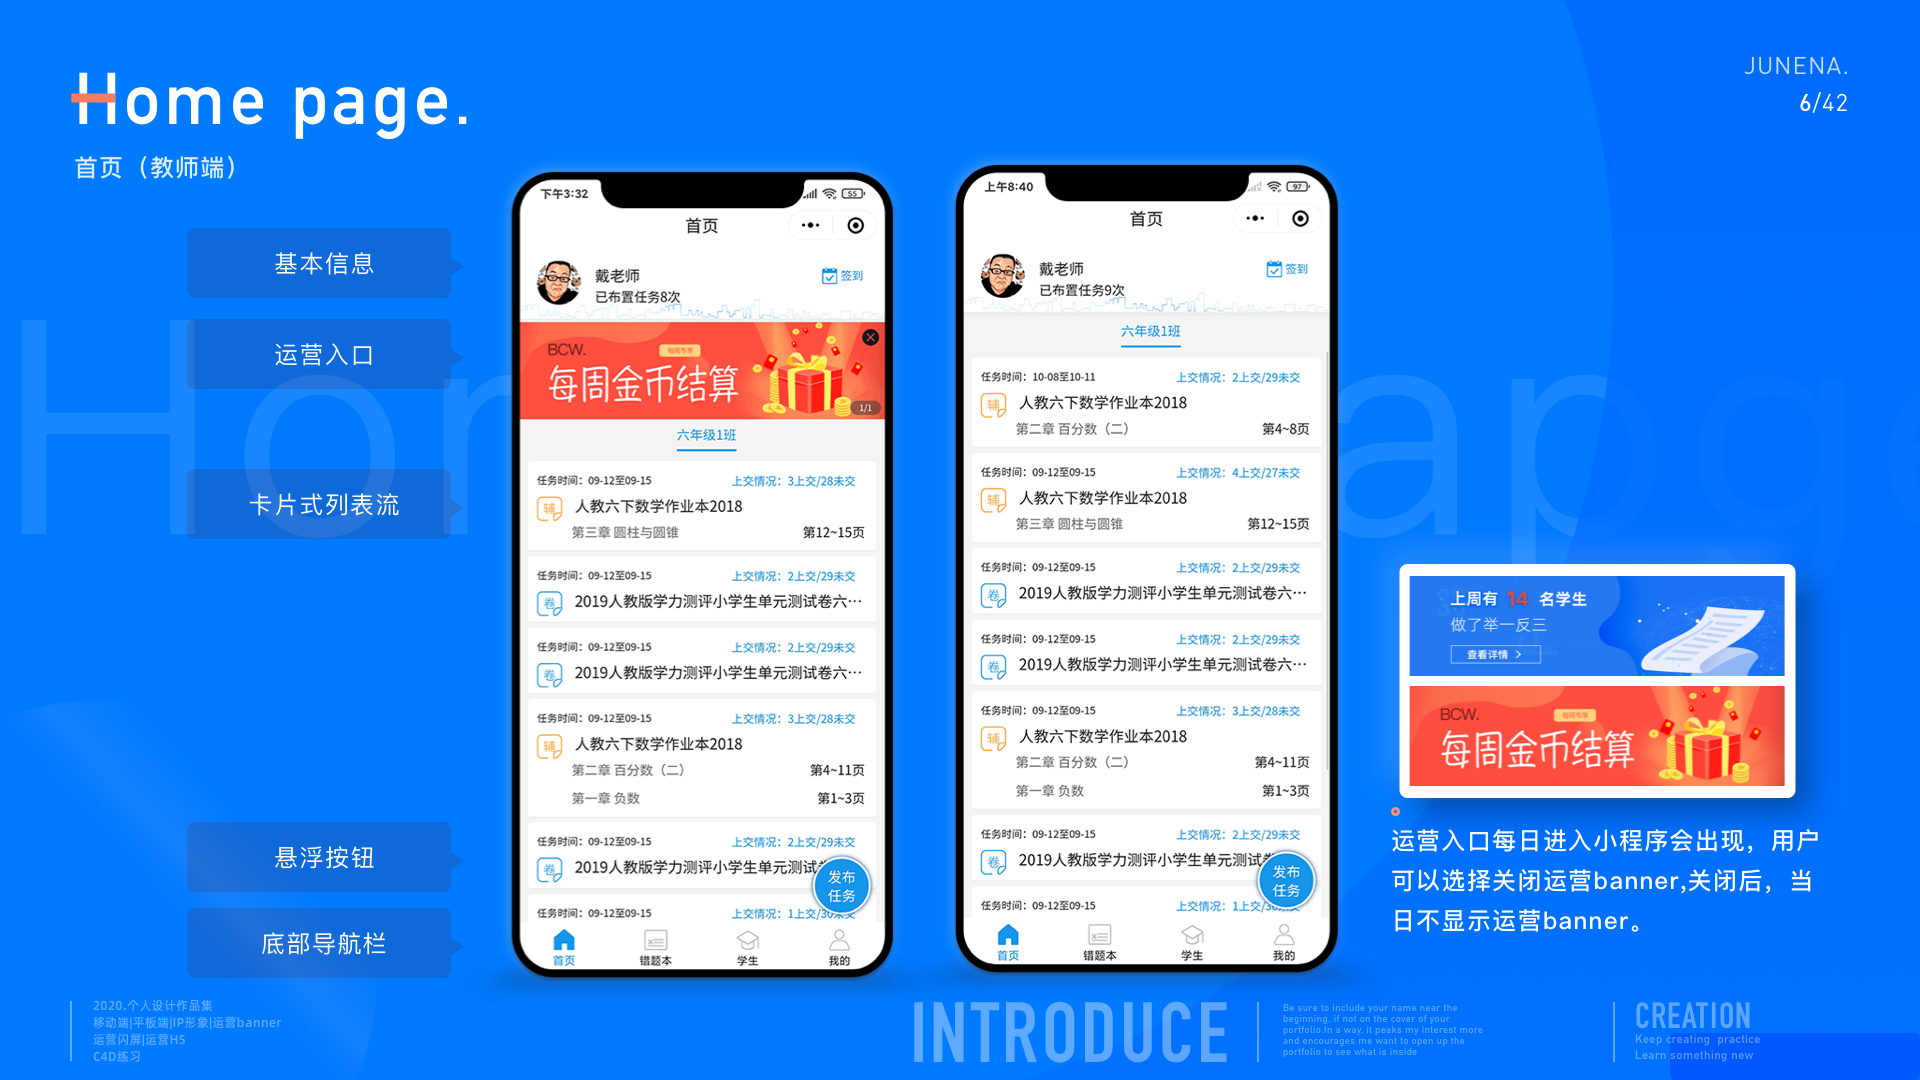 Home page.
首页（教师端）
JUNENA.
6/42
基本信息
运营入口
卡片式列表流
悬浮按钮
底部导航栏
下午3:32
55
首页
戴老师
已布置任务8次
签到
BCW.
每周金币结算
1/1
六年级1班
任务时间：09-12至09-15
上交情况：3上交/28未交
辅
人教六下数学作业本2018
第三章 圆柱与圆锥
第12~15页
任务时间：09-12至09-15
上交情况：2上交/29未交
卷
2019人教版学力测评小学生单元测试卷六···
任务时间：09-12至09-15
上交情况：2上交/29未交
卷
2019人教版学力测评小学生单元测试卷六···
任务时间：09-12至09-15
上交情况：3上交/28未交
辅
人教六下数学作业本2018
第二章 百分数（二）
第4~11页
第一章 负数
第1~3页
任务时间：09-12至09-15
上交情况：2上交/29未交
卷
2019人教版学力测评小学生单元测试
发布
任务
任务时间：09-12至09-15
上交情况：1上交/30未交
首页
错题本
学生
我的
上午8:40
97
首页
戴老师
已布置任务9次
签到
六年级1班
任务时间：10-08至10-11
上交情况：2上交/29未交
辅
人教六下数学作业本2018
第二章 百分数（二）
第4~8页
任务时间：09-12至09-15
上交情况：4上交/27未交
辅
人教六下数学作业本2018
第三章 圆柱与圆锥
第12~15页
任务时间：09-12至09-15
上交情况：2上交/29未交
卷
2019人教版学力测评小学生单元测试卷六···
任务时间：09-12至09-15
上交情况：2上交/29未交
卷
2019人教版学力测评小学生单元测试卷六···
任务时间：09-12至09-15
上交情况：3上交/28未交
辅
人教六下数学作业本2018
第二章 百分数（二）
第4~11页
第一章 负数
第1~3页
任务时间：09-12至09-15
上交情况：2上交/29未交
卷
2019人教版学力测评小学生单元测试
发布
任务
任务时间：09-12至09-15
上交情况：1上交/30未交
首页
错题本
学生
我的
上周有 14 名学生
做了举一反三
查看详情 >
BCW.
每周金币结算
运营入口每日进入小程序会出现，用户
可以选择关闭运营banner,关闭后，当
日不显示运营banner。
2020.个人设计作品集
移动端|平板端|IP形象|运营banner
运营闪屏|运营H5
C4D练习
INTRODUCE
Be sure to include your name near the
beginning, if not on the cover of your
portfolio.In a way, it peaks my interest more
and encourages me want to open up the
portfolio to see what is inside
CREATION
Keep creating practice
Learn something new